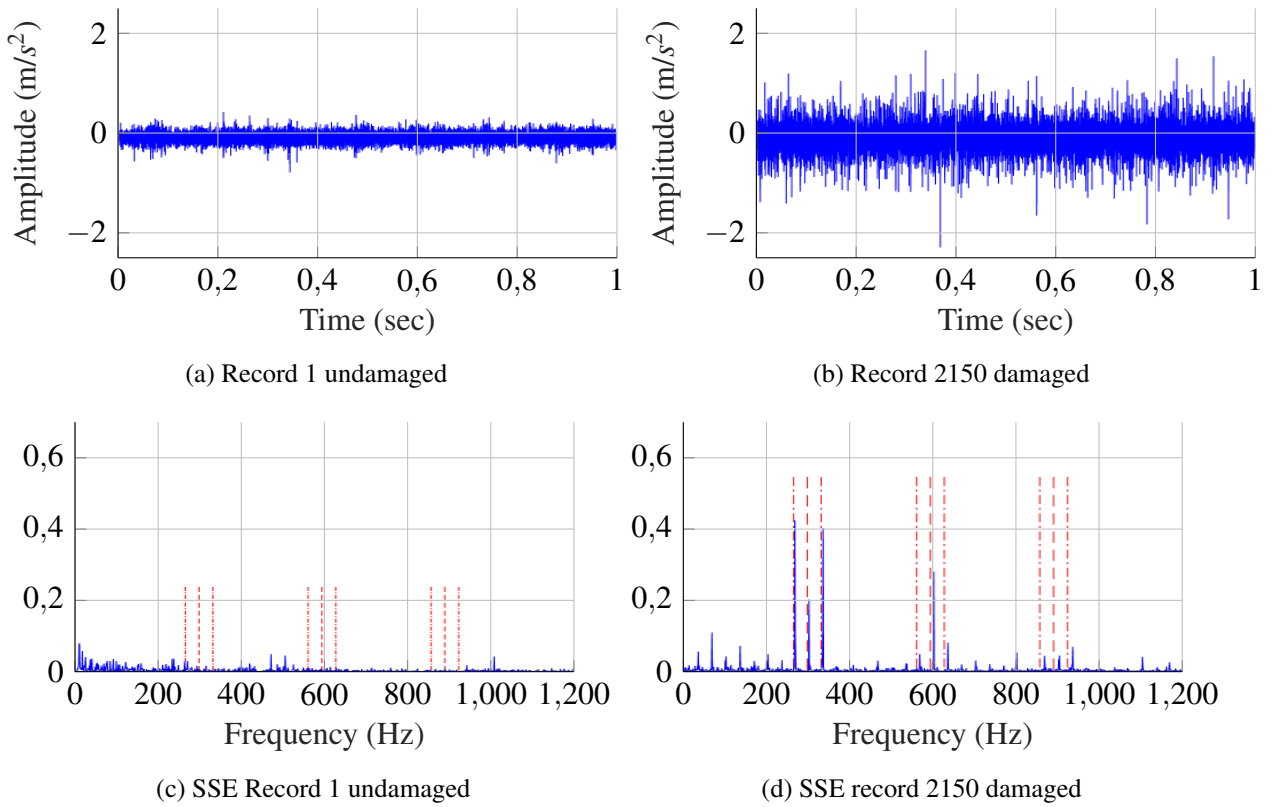 2
0
−2
Amplitude (m/s²)
0 0,2 0,4 0,6 0,8 1
Time (sec)
(a) Record 1 undamaged
2
0
−2
Amplitude (m/s²)
0 0,2 0,4 0,6 0,8 1
Time (sec)
(b) Record 2150 damaged
0,6
0,4
0,2
0
0 200 400 600 800 1,000 1,200
Frequency (Hz)
(c) SSE Record 1 undamaged
0,6
0,4
0,2
0
0 200 400 600 800 1,000 1,200
Frequency (Hz)
(d) SSE record 2150 damaged